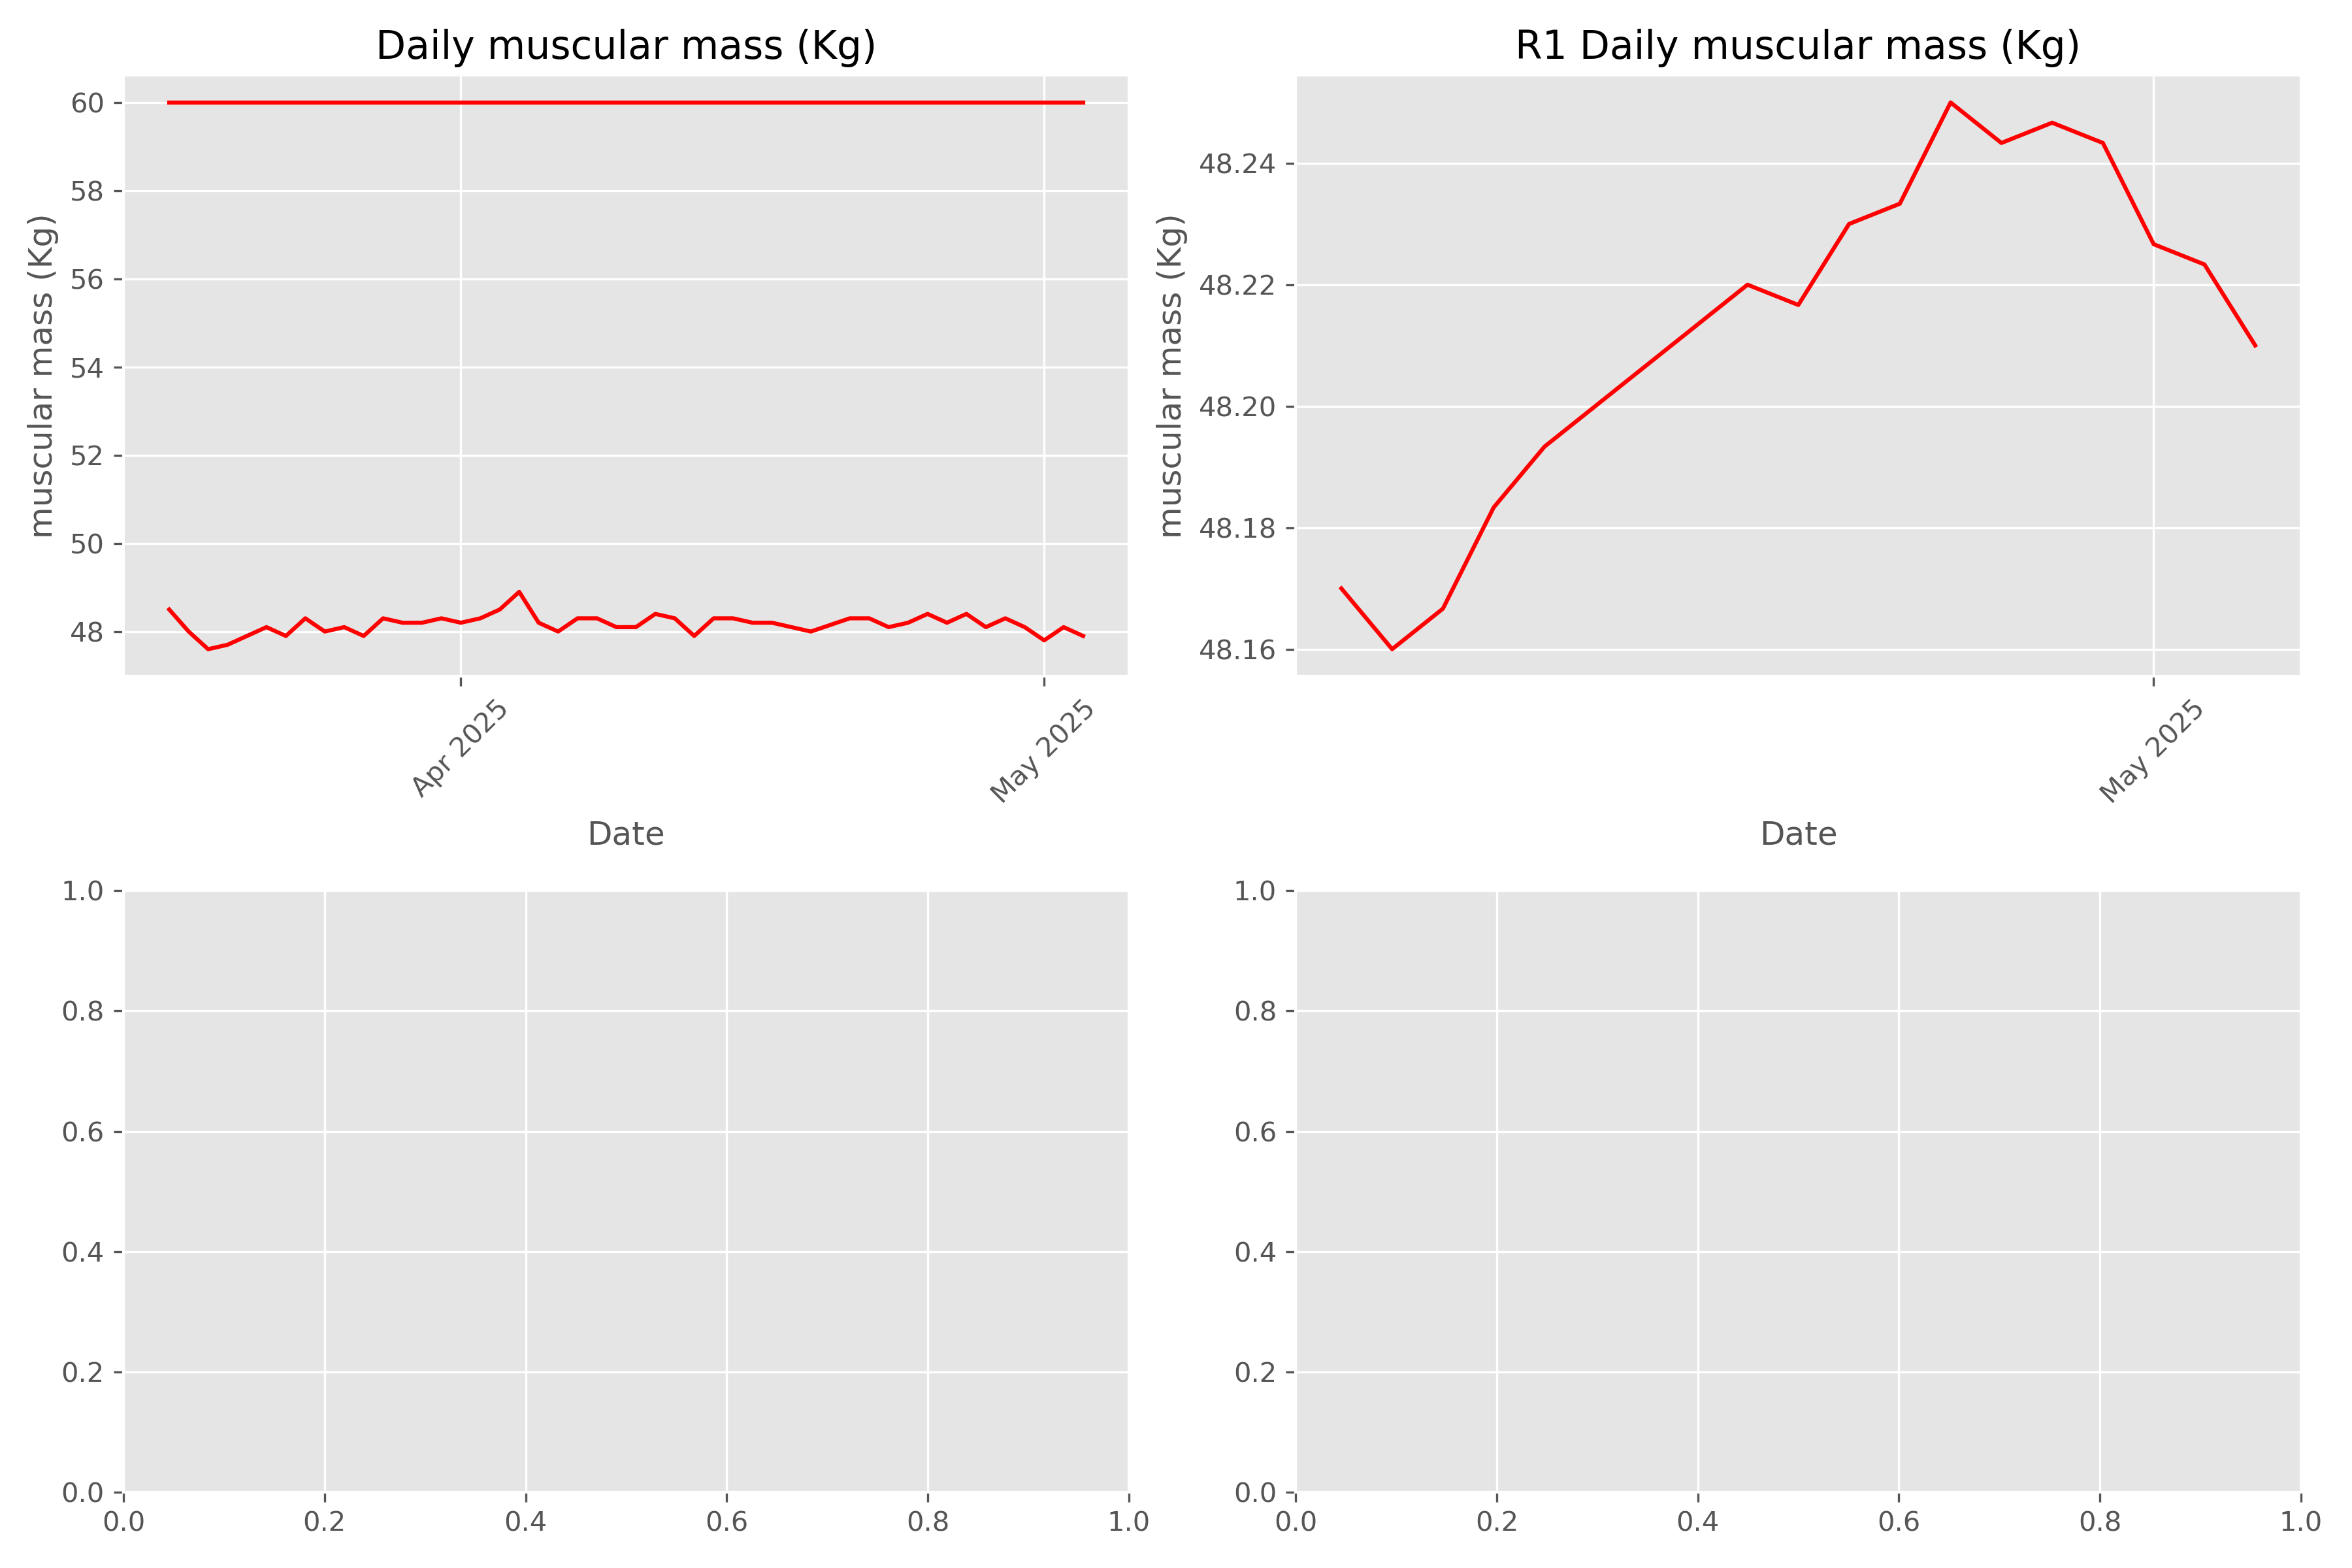 Daily muscular mass (Kg)
muscular mass (Kg)
60
58
56
54
52
50
48
Apr 2025
May 2025
Date
R1 Daily muscular mass (Kg)
muscular mass (Kg)
48.24
48.22
48.20
48.18
48.16
May 2025
Date
1.0
0.8
0.6
0.4
0.2
0.0
0.0 0.2 0.4 0.6 0.8 1.0
1.0
0.8
0.6
0.4
0.2
0.0
0.0 0.2 0.4 0.6 0.8 1.0